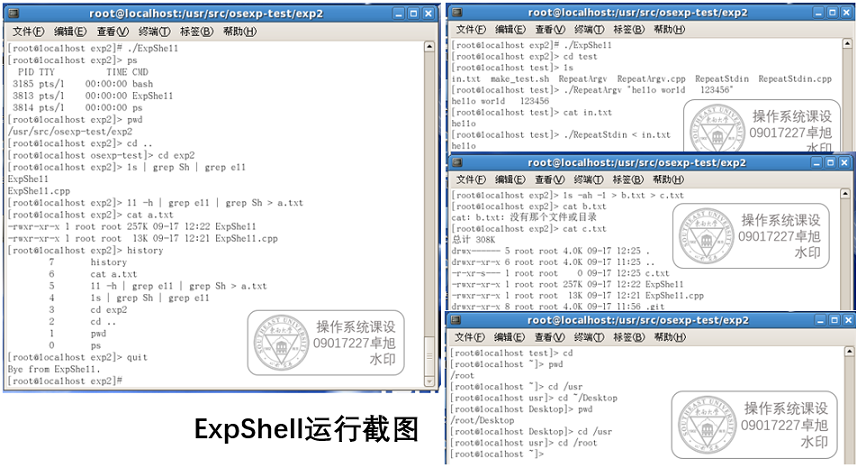 root@localhost:/usr/src/osexp-test/exp2
文件(F) 编辑(E) 查看(V) 终端(T) 标签(B) 帮助(H)
[root@localhost exp2]# ./ExpShell
[root@localhost exp2]> ps
PID TTY TIME CMD
3185 pts/1 00:00:00 bash
3813 pts/1 00:00:00 ExpShell
3814 pts/1 00:00:00 ps
[root@localhost exp2]> pwd
/usr/src/osexp-test/exp2
[root@localhost exp2]> cd ..
[root@localhost osexp-test]> cd exp2
[root@localhost exp2]> ls | grep Sh | grep ell
ExpShell
ExpShell.cpp
[root@localhost exp2]> ll -h | grep ell | grep Sh > a.txt
[root@localhost exp2]> cat a.txt
-rwxr-xr-x 1 root root 257K 09-17 12:22 ExpShell
-rwxr-xr-x 1 root root 13K 09-17 12:21 ExpShell.cpp
[root@localhost exp2]> history
7 history
6 cat a.txt
5 ll -h | grep ell | grep Sh > a.txt
4 ls | grep Sh | grep ell
3 cd exp2
2 cd ..
1 pwd
0 ps
[root@localhost exp2]> quit
Bye from ExpShell.
[root@localhost exp2]#
操作系统课设
09017227卓旭
水印
ExpShell运行截图
root@localhost:/usr/src/osexp-test/exp2
文件(F) 编辑(E) 查看(V) 终端(T) 标签(B) 帮助(H)
[root@localhost exp2]# ./ExpShell
[root@localhost exp2]> cd test
[root@localhost test]> ls
in.txt make_test.sh RepeatArgv RepeatArgv.cpp RepeatStdin RepeatStdin.cpp
[root@localhost test]> ./RepeatArgv "hello world 123456"
hello world 123456
[root@localhost test]> cat in.txt
hello
[root@localhost test]> ./RepeatStdin < in.txt
hello
操作系统课设
09017227卓旭
水印
root@localhost:/usr/src/osexp-test/exp2
文件(F) 编辑(E) 查看(V) 终端(T) 标签(B) 帮助(H)
[root@localhost exp2]> ls -ah -l > b.txt > c.txt
[root@localhost exp2]> cat b.txt
cat: b.txt: 没有那个文件或目录
[root@localhost exp2]> cat c.txt
总计 308K
drwx------ 5 root root 4.0K 09-17 12:25 .
drwxr-xr-x 6 root root 4.0K 09-17 11:25 ..
-r-xr-s--- 1 root root 0 09-17 12:25 c.txt
-rwxr-xr-x 1 root root 257K 09-17 12:22 ExpShell
-rwxr-xr-x 1 root root 13K 09-17 12:21 ExpShell.cpp
drwxr-xr-x 8 root root 4.0K 09-17 11:56 .git
操作系统课设
09017227卓旭
水印
root@localhost:/usr/src/osexp-test/exp2
文件(F) 编辑(E) 查看(V) 终端(T) 标签(B) 帮助(H)
[root@localhost test]> cd
[root@localhost ~]> pwd
/root
[root@localhost ~]> cd /usr
[root@localhost usr]> cd ~/Desktop
[root@localhost Desktop]> pwd
/root/Desktop
[root@localhost Desktop]> cd /usr
[root@localhost usr]> cd /root
[root@localhost ~]>
操作系统课设
09017227卓旭
水印